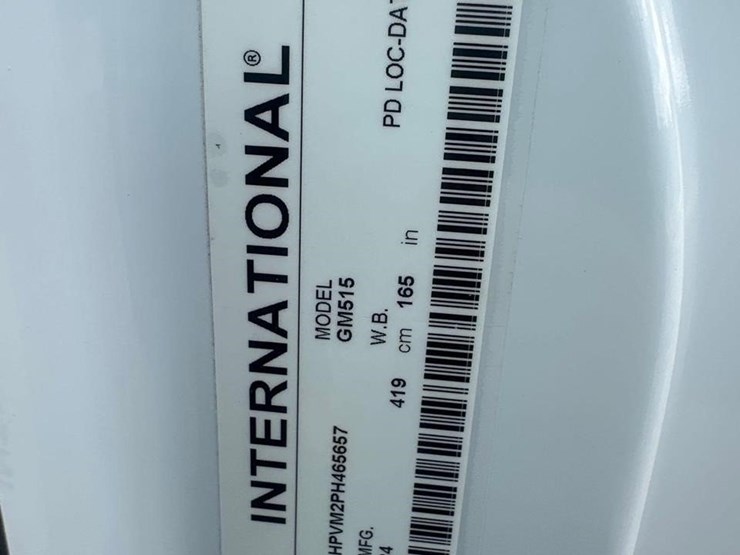 INTERNATIONAL®
MODEL
HPVM2PH465657 GM515
MFG. W.B. PD LOC-DA
4 419 cm 165 in